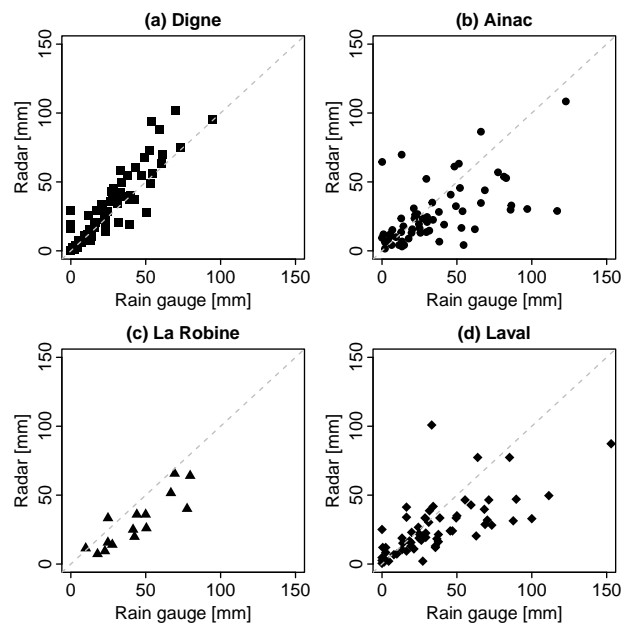 (a) Digne
150
100
50
0
Radar [mm]
0 50 100 150
Rain gauge [mm]
(b) Ainac
150
100
50
0
Radar [mm]
0 50 100 150
Rain gauge [mm]
(c) La Robine
150
100
50
0
Radar [mm]
0 50 100 150
Rain gauge [mm]
(d) Laval
150
100
50
0
Radar [mm]
0 50 100 150
Rain gauge [mm]